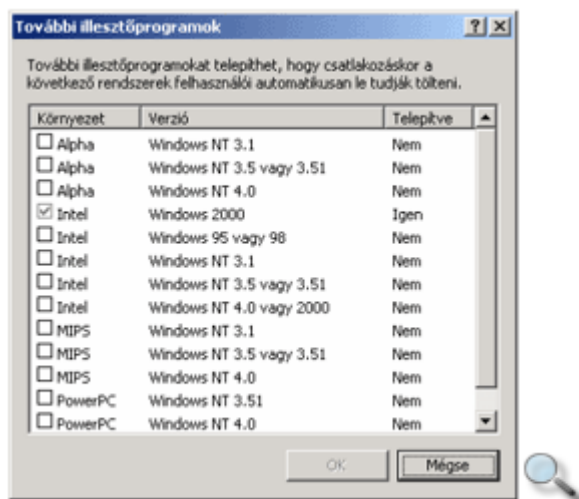 További illesztőprogramok
További illesztőprogramokat telepíthet, hogy csatlakozáskor a
következő rendszerek felhasználói automatikusan le tudják tölteni.
Környezet Verzió Telepítve
Alpha Windows NT 3.1 Nem
Alpha Windows NT 3.5 vagy 3.51 Nem
Alpha Windows NT 4.0 Nem
Intel Windows 2000 Igen
Intel Windows 95 vagy 98 Nem
Intel Windows NT 3.1 Nem
Intel Windows NT 3.5 vagy 3.51 Nem
Intel Windows NT 4.0 vagy 2000 Nem
MIPS Windows NT 3.1 Nem
MIPS Windows NT 3.5 vagy 3.51 Nem
MIPS Windows NT 4.0 Nem
PowerPC Windows NT 3.51 Nem
PowerPC Windows NT 4.0 Nem
OK Mégse